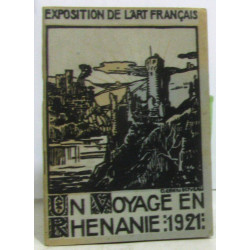 EXPOSITION DE L'ART FRANÇAIS
UN VOYAGE EN
RHENANIE :1921: